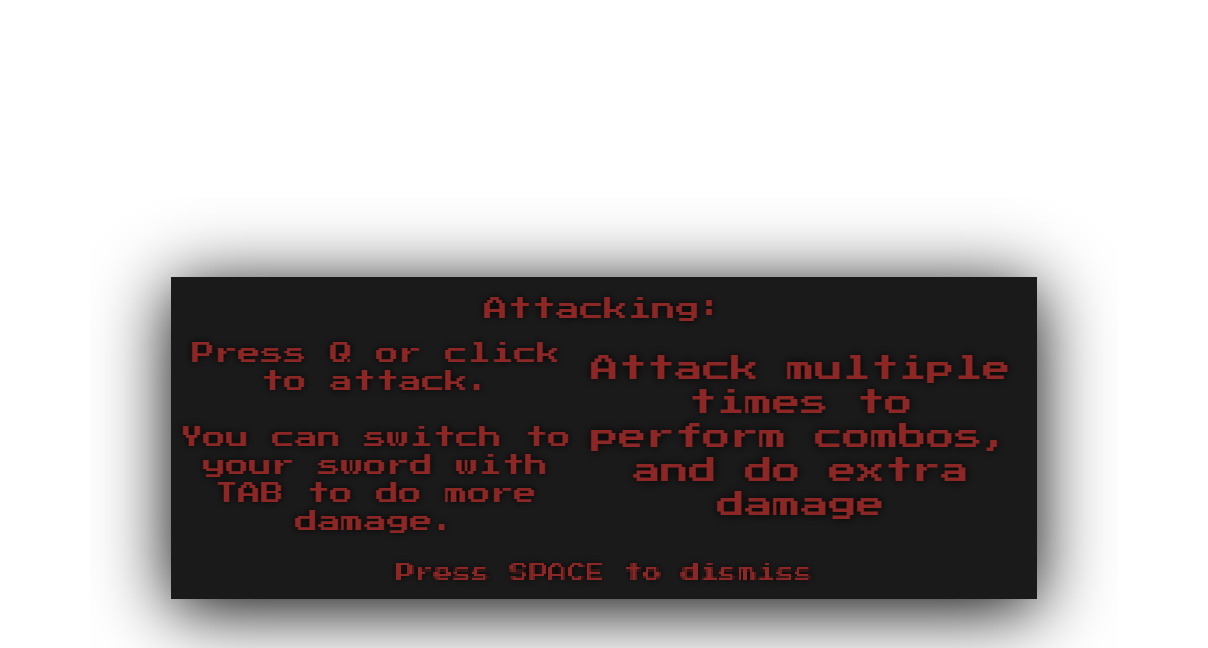 Attacking:
Press Q or click
to attack.
You can switch to
your sword with
TAB to do more
damage.
Attack multiple
times to
perform combos,
and do extra
damage
Press SPACE to dismiss